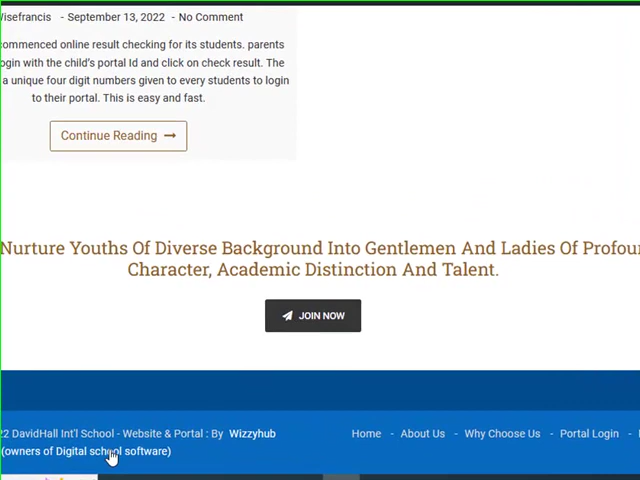 Wisefrancis - September 13, 2022 - No Comment
commenced online result checking for its students. parents
login with the child's portal Id and click on check result. The
a unique four digit numbers given to every students to login
to their portal. This is easy and fast.
Continue Reading →
Nurture Youths Of Diverse Background Into Gentlemen And Ladies Of Profou
Character, Academic Distinction And Talent.
JOIN NOW
22 DavidHall Int'l School - Website & Portal : By Wizzyhub
(owners of Digital school software)
Home - About Us - Why Choose Us - Portal Login -